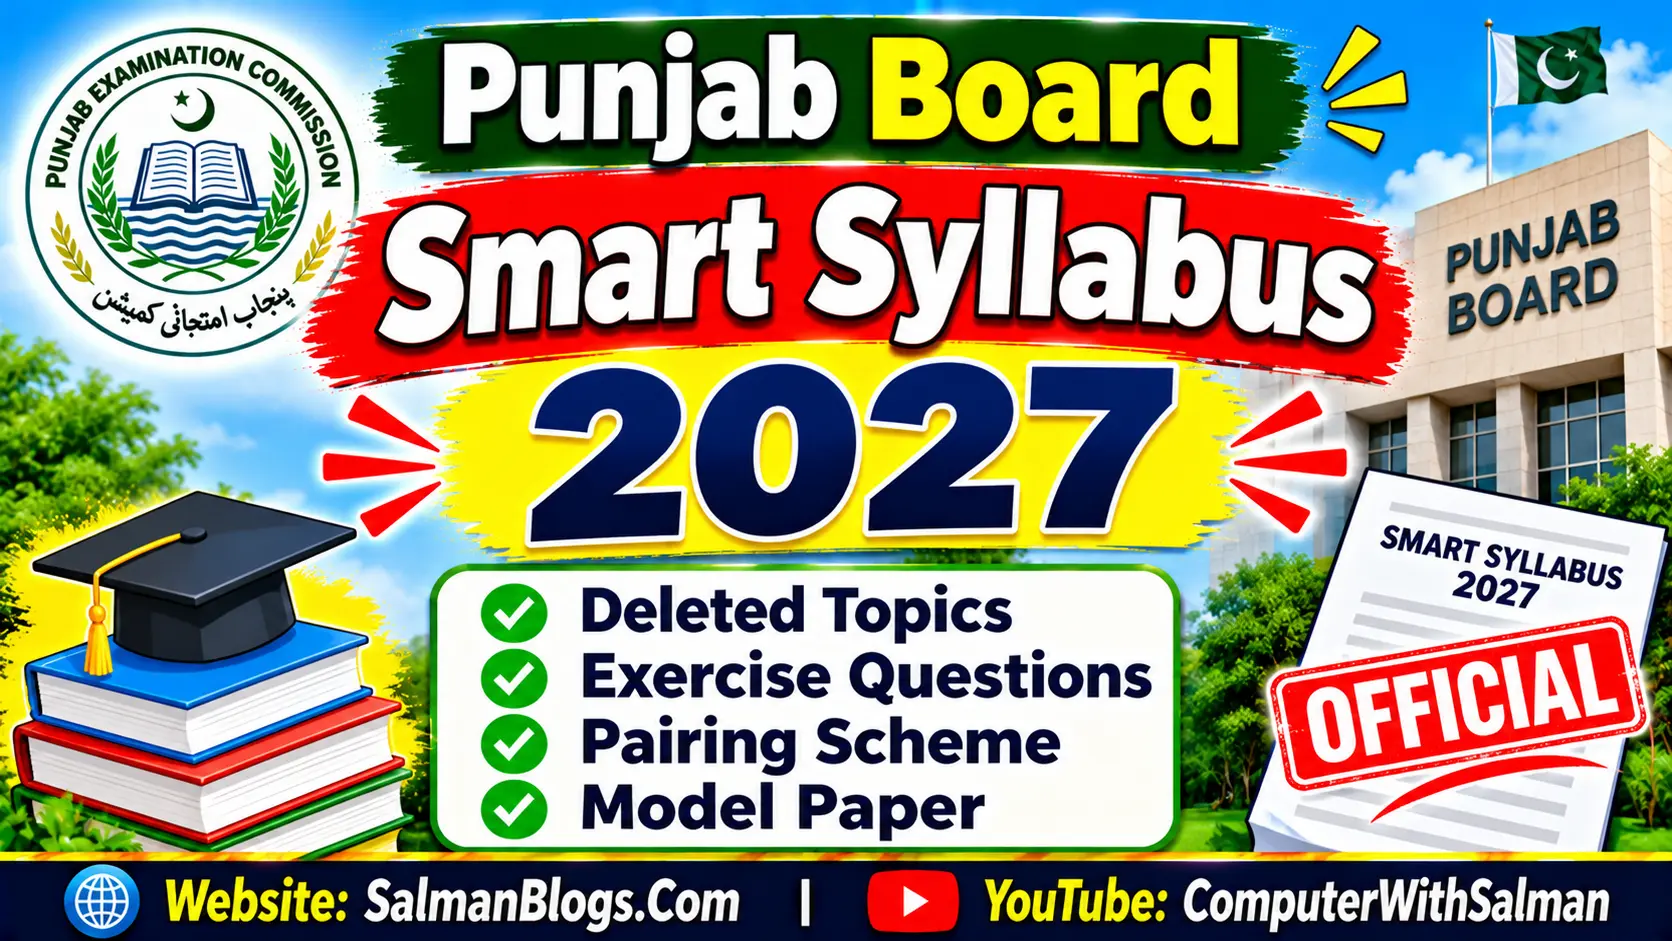 PUNJAB EXAMINATION COMMISSION
پنجاب امتحانی کمیشن
Punjab Board
Smart Syllabus
2027
PUNJAB
BOARD
SMART SYLLABUS
2027
OFFICIAL
Deleted Topics
Exercise Questions
Pairing Scheme
Model Paper
Website: SalmanBlogs.Com | YouTube: ComputerWithSalman